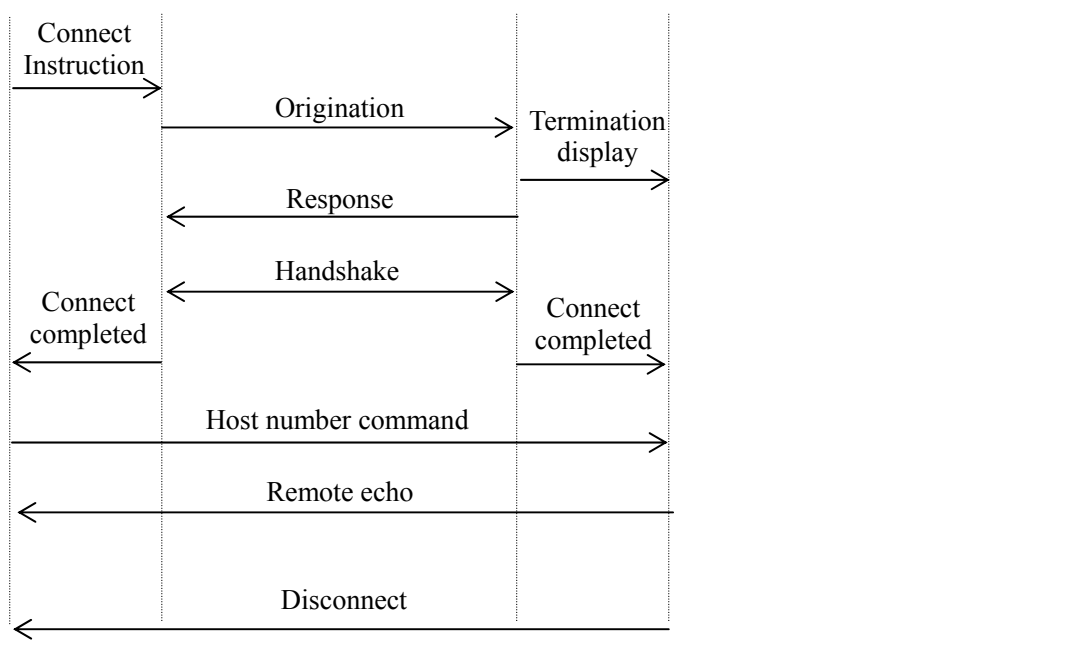 Connect
Instruction
Origination
Termination
display
Response
Handshake
Connect
completed
Connect
completed
Host number command
Remote echo
Disconnect